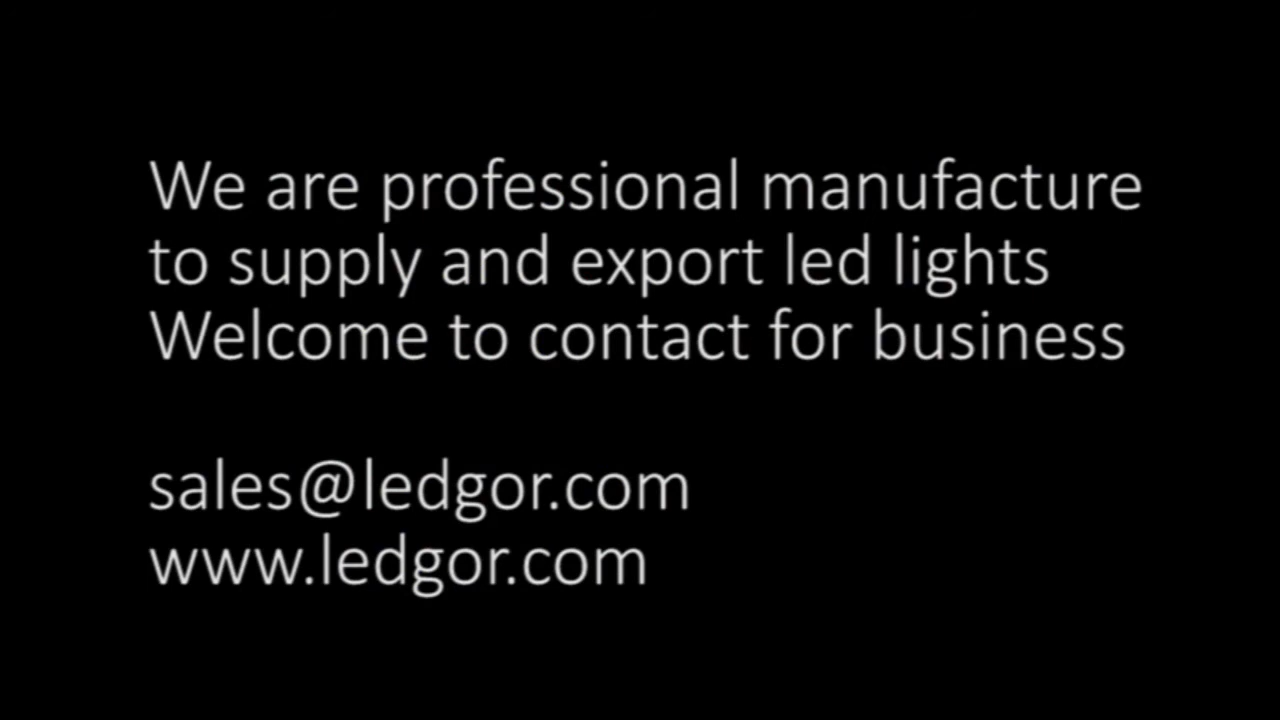 We are professional manufacture
to supply and export led lights
Welcome to contact for business
sales@ledgor.com
www.ledgor.com